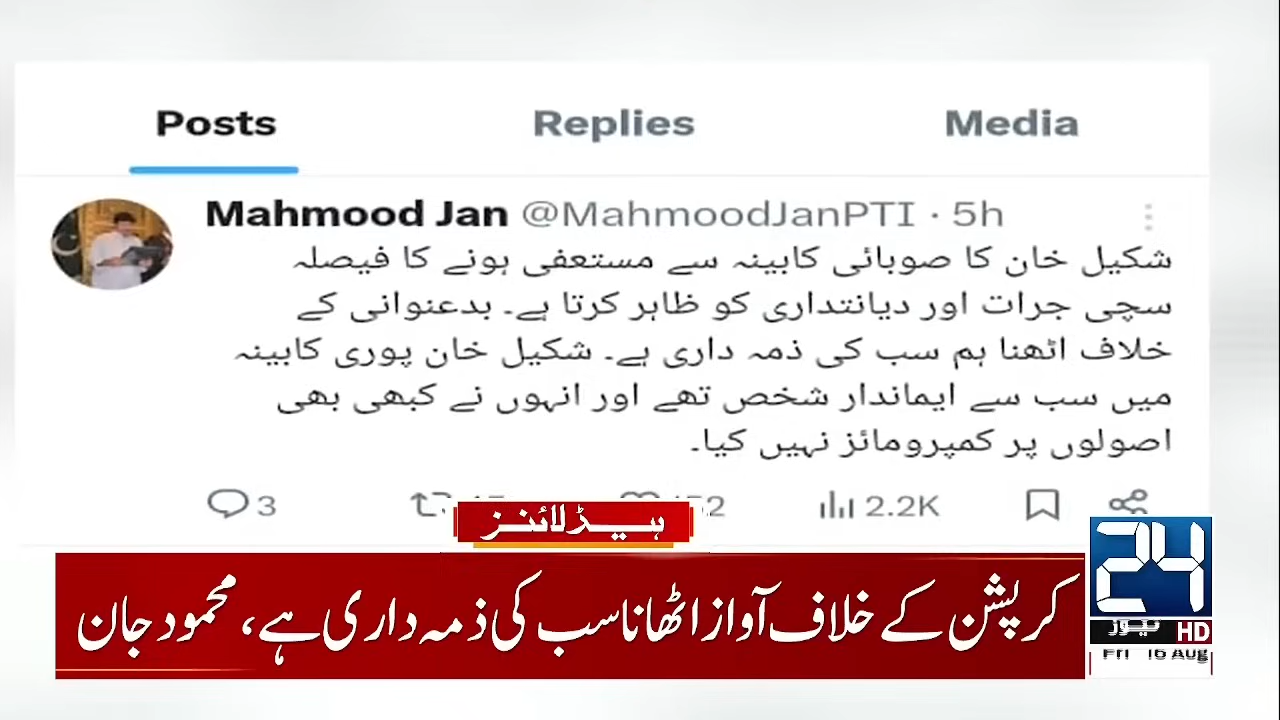 Posts Replies Media
Mahmood Jan @MahmoodJanPTI · 5h
شکیل خان کا صوبائی کابینہ سے مستعفی ہونے کا فیصلہ
سچی جرات اور دیانتداری کو ظاہر کرتا ہے۔ بدعنوانی کے
خلاف اٹھنا ہم سب کی ذمہ داری ہے۔ شکیل خان پوری کابینہ
میں سب سے ایماندار شخص تھے اور انہوں نے کبھی بھی
اصولوں پر کمپرومائز نہیں کیا۔
3 2.2K
ہیڈلائنز
کرپشن کے خلاف آواز اٹھانا سب کی ذمہ داری ہے، محمود جان
24
نیوز HD
Fri 16 Aug